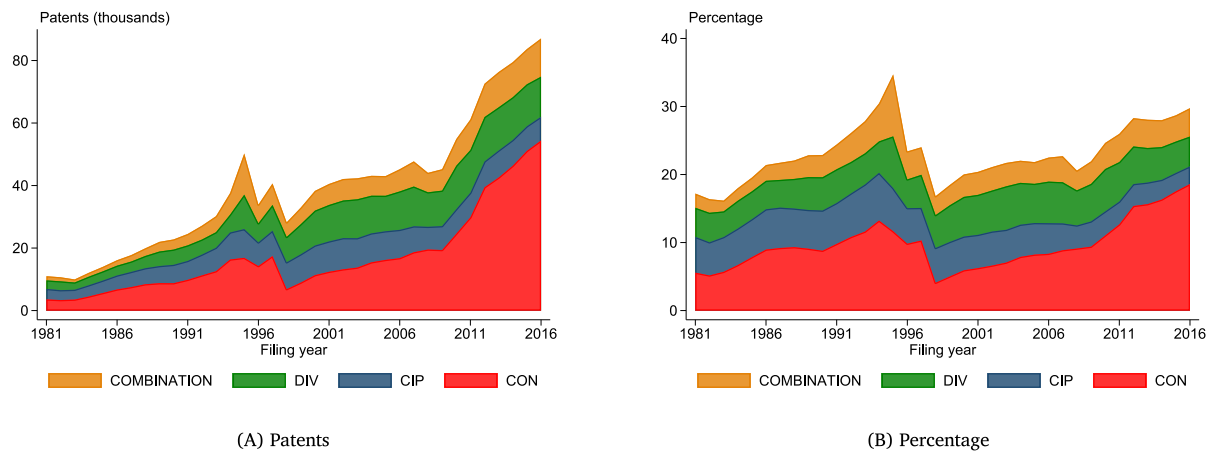 Patents (thousands)
80
60
40
20
0
1981 1986 1991 1996 2001 2006 2011 2016
Filing year
COMBINATION DIV CIP CON
(A) Patents
Percentage
40
30
20
10
0
1981 1986 1991 1996 2001 2006 2011 2016
Filing year
COMBINATION DIV CIP CON
(B) Percentage